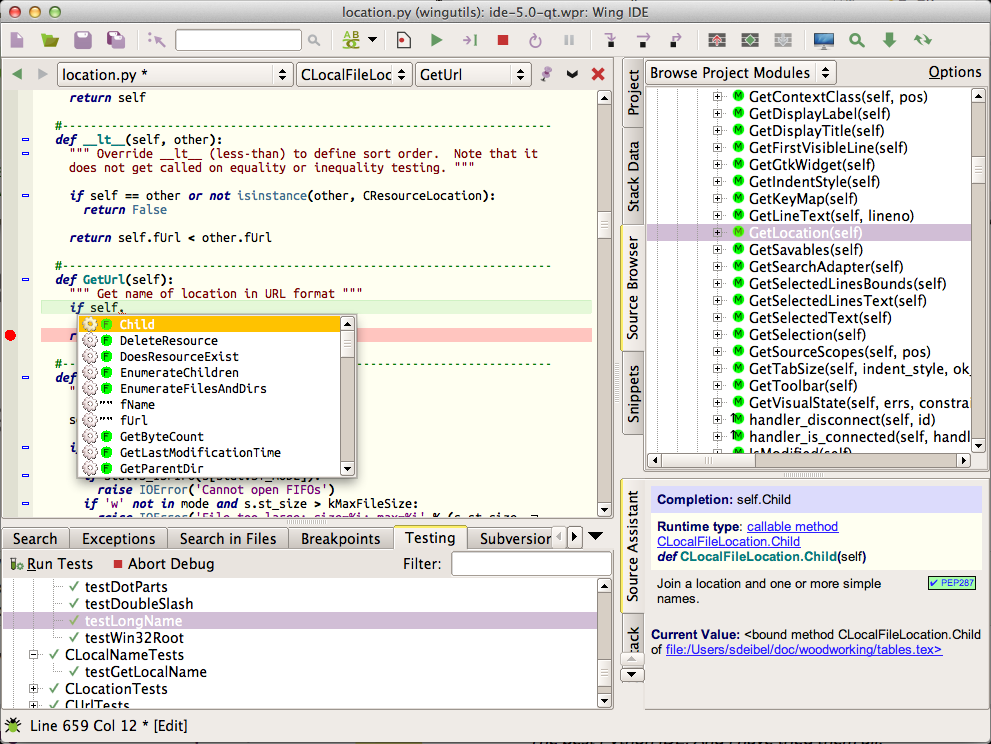 location.py (wingutils): ide-5.0-qt.wpr: Wing IDE
location.py *
CLocalFileLoc
GetUrl
return self
#-----------------------------------------------------------------------
def __lt__(self, other):
""" Override __lt__ (less-than) to define sort order.  Note that it
does not get called on equality or inequality testing. """
if self == other or not isinstance(other, CResourceLocation):
return False
return self.fUrl < other.fUrl
#-----------------------------------------------------------------------
def GetUrl(self):
""" Get name of location in URL format """
if self.
Child
DeleteResource
DoesResourceExist
EnumerateChildren
EnumerateFilesAndDirs
fName
fUrl
GetByteCount
GetLastModificationTime
GetParentDir
def
raise IOError('Cannot open FIFOs')
if 'w' not in mode and s.st_size > kMaxFileSize:
Project
Stack Data
Source Browser
Snippets
Browse Project Modules
Options
GetContextClass(self, pos)
GetDisplayLabel(self)
GetDisplayTitle(self)
GetFirstVisibleLine(self)
GetGtkWidget(self)
GetIndentStyle(self)
GetKeyMap(self)
GetLineText(self, lineno)
GetLocation(self)
GetSavables(self)
GetSearchAdapter(self)
GetSelectedLinesBounds(self)
GetSelectedLinesText(self)
GetSelectedText(self)
GetSelection(self)
GetSourceScopes(self, pos)
GetTabSize(self, indent_style, ok_
GetToolbar(self)
GetVisualState(self, errs, constrai
handler_disconnect(self, id)
handler_is_connected(self, handl
IsModified(self)
Search
Exceptions
Search in Files
Breakpoints
Testing
Subversion
Run Tests
Abort Debug
Filter:
testDotParts
testDoubleSlash
testLongName
testWin32Root
CLocalNameTests
testGetLocalName
CLocationTests
CUrlTests
Source Assistant
Completion: self.Child
Runtime type: callable method
CLocalFileLocation.Child
def CLocalFileLocation.Child(self)
Join a location and one or more simple
names.
✔ PEP287
Current Value: <bound method CLocalFileLocation.Child
of file:/Users/sdeibel/doc/woodworking/tables.tex>
Line 659 Col 12 * [Edit]